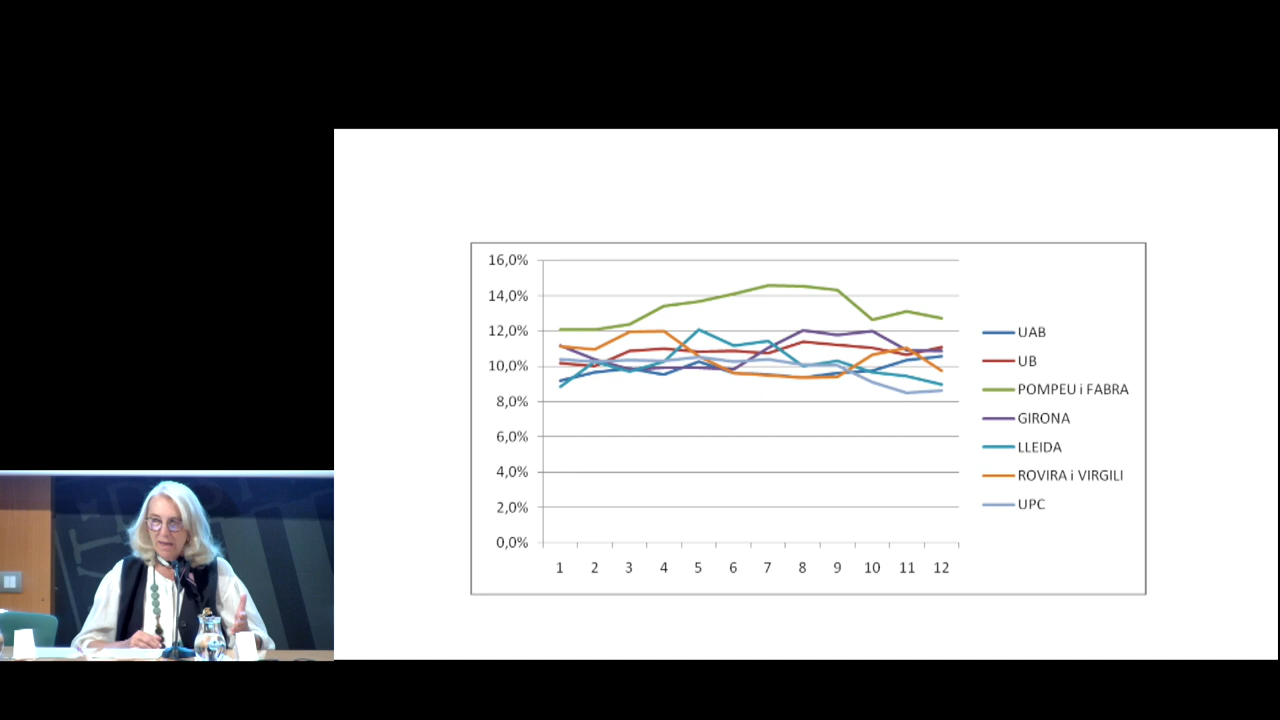 16,0%
14,0%
12,0%
10,0%
8,0%
6,0%
4,0%
2,0%
0,0%
1 2 3 4 5 6 7 8 9 10 11 12
UAB
UB
POMPEU i FABRA
GIRONA
LLEIDA
ROVIRA i VIRGILI
UPC